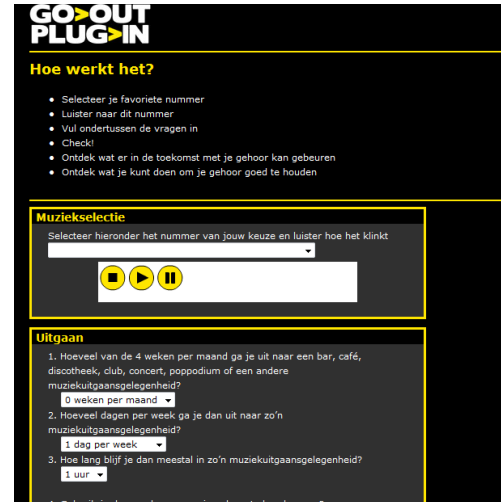 GO>OUT
PLUG>IN
Hoe werkt het?
Selecteer je favoriete nummer
Luister naar dit nummer
Vul ondertussen de vragen in
Check!
Ontdek wat er in de toekomst met je gehoor kan gebeuren
Ontdek wat je kunt doen om je gehoor goed te houden
Muziekselectie
Selecteer hieronder het nummer van jouw keuze en luister hoe het klinkt
Uitgaan
1. Hoeveel van de 4 weken per maand ga je uit naar een bar, café,
discotheek, club, concert, poppodium of een andere
muziekuitgaansgelegenheid?
0 weken per maand
2. Hoeveel dagen per week ga je dan uit naar zo'n
muziekuitgaansgelegenheid?
1 dag per week
3. Hoe lang blijf je dan meestal in zo'n muziekuitgaansgelegenheid?
1 uur